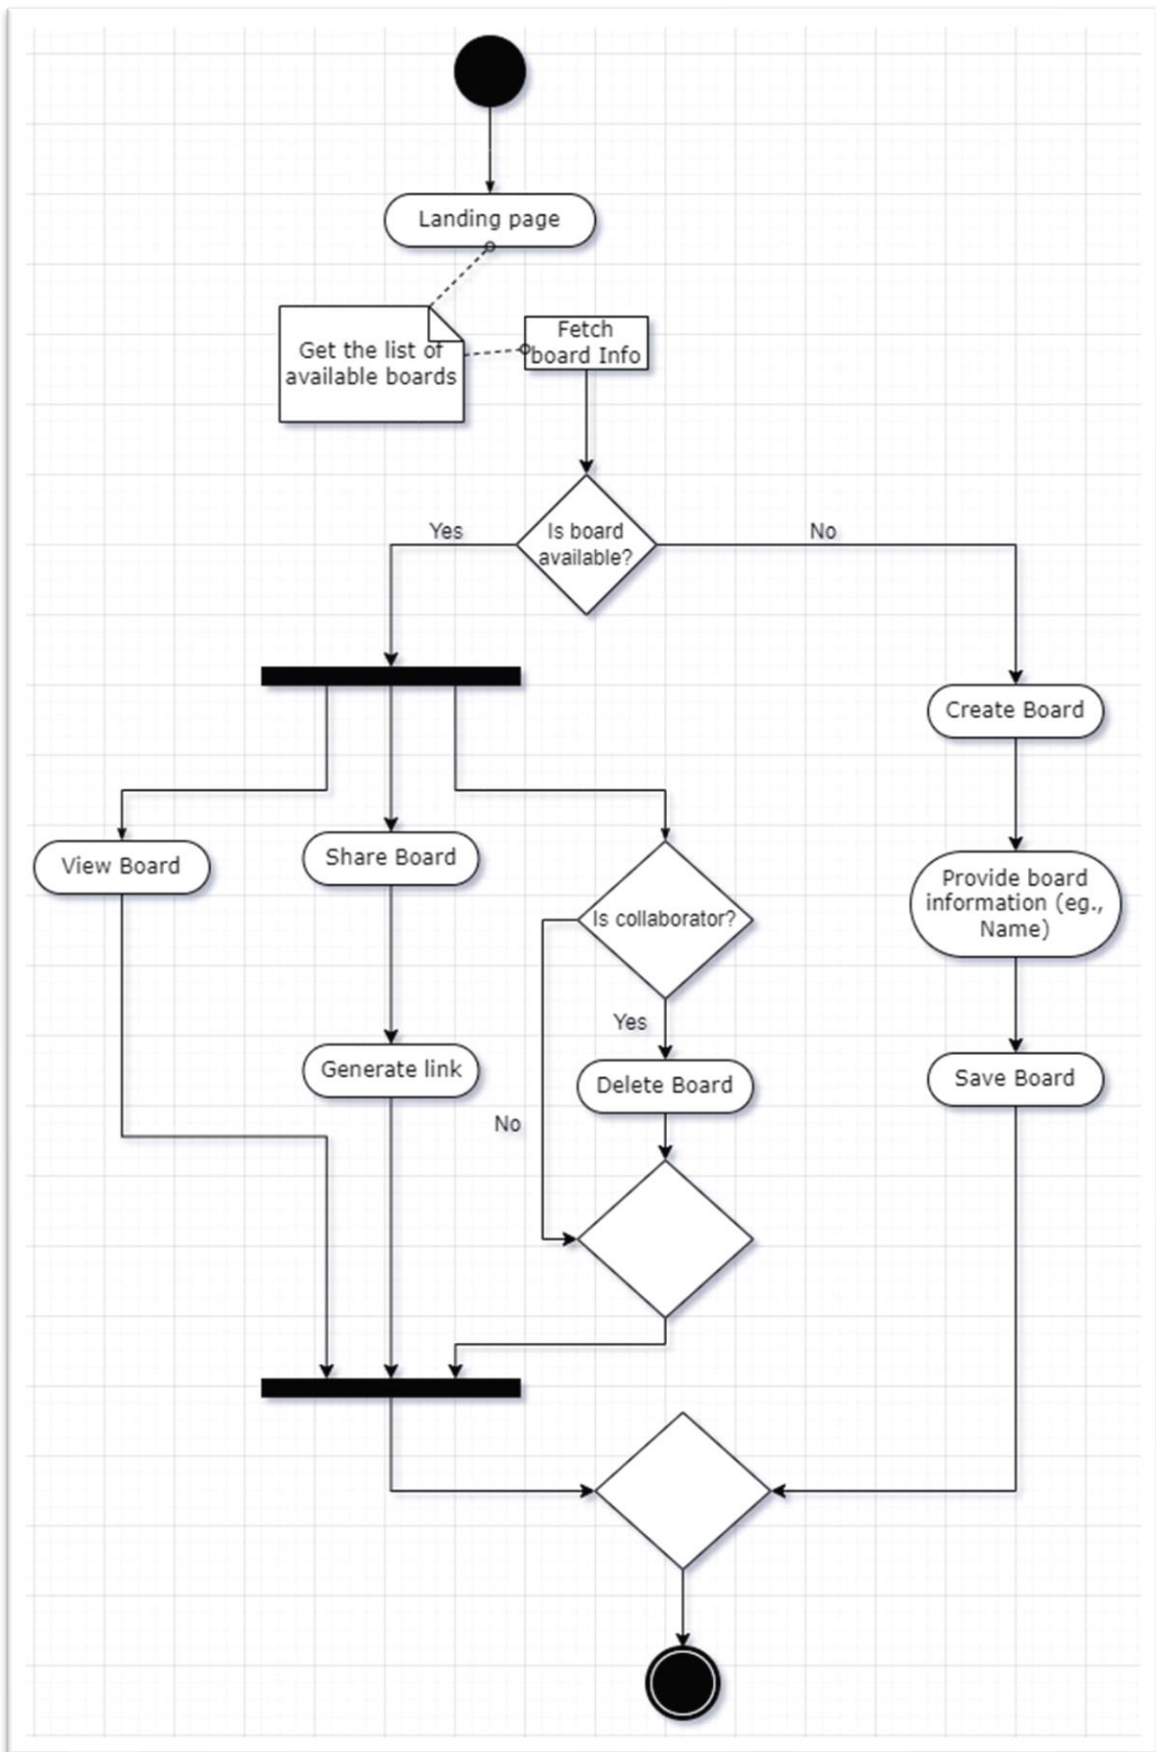 Landing page
Get the list of
available boards
Fetch
board Info
Is board
available?
Yes
No
Create Board
View Board
Share Board
Is collaborator?
Provide board
information (eg.,
Name)
Yes
Generate link
Delete Board
Save Board
No